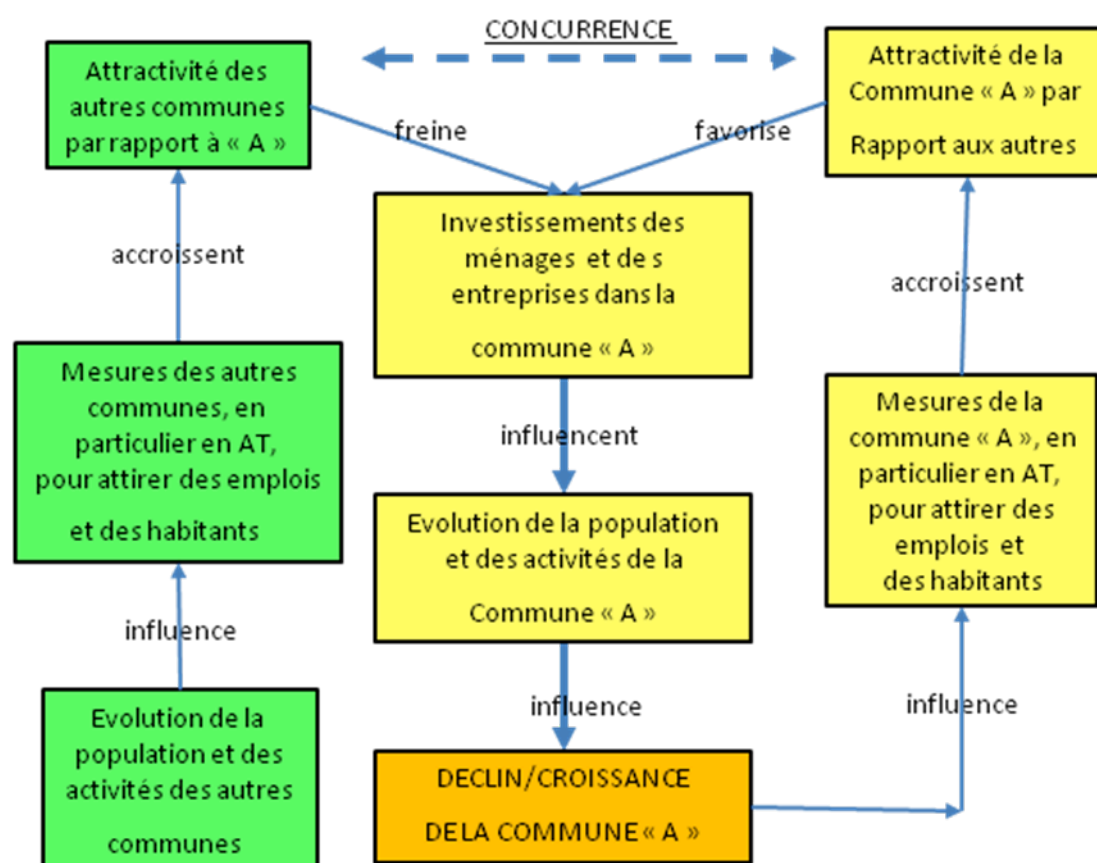 CONCURRENCE
Attractivité des
autres communes
par rapport à « A »
freine
favorise
Attractivité de la
Commune « A » par
Rapport aux autres
Investissements des
ménages et de s
entreprises dans la
commune « A »
accroissent
accroissent
Mesures des autres
communes, en
particulier en AT,
pour attirer des emplois
et des habitants
influencent
Mesures de la
commune « A », en
particulier en AT,
pour attirer des
emplois et
des habitants
Evolution de la population
et des activités de la
Commune « A »
influence
influence
influence
Evolution de la
population et des
activités des autres
communes
DECLIN/CROISSANCE
DE LA COMMUNE « A »